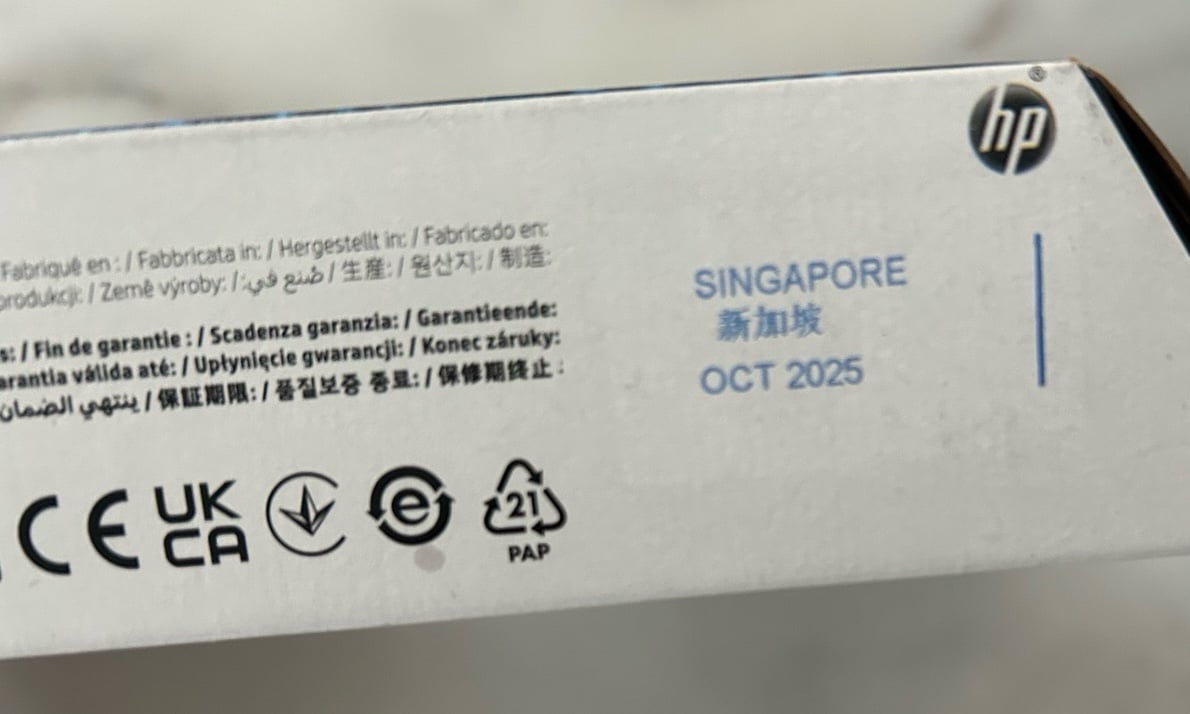 ®
hp
Fabriqué en : / Fabbricata in: / Hergestellt in: / Fabricado en:
produkcji: / Země výroby: / صنع في: / 生産: / 원산지: / 制造:
SINGAPORE
新加坡
OCT 2025
s: / Fin de garantie : / Scadenza garanzia: / Garantieende:
arantia válida até: / Upłynięcie gwarancji: / Konec záruky:
ينتهي الضمان / 保証期限: / 품질보증 종료: / 保修期终止 :
CE UK
CA
e
21
PAP